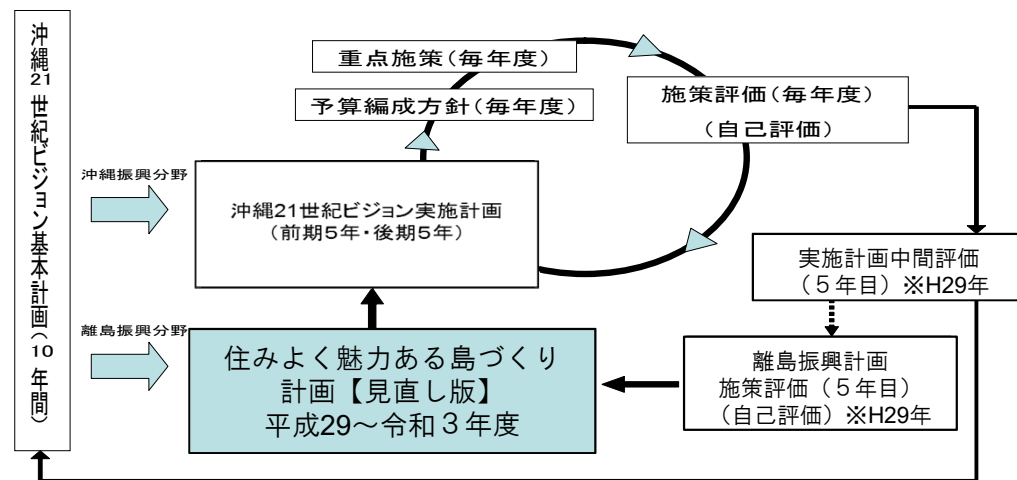 沖縄21世紀ビジョン基本計画(10年間)
重点施策(毎年度)
予算編成方針(毎年度)
施策評価(毎年度)
(自己評価)
沖縄振興分野
沖縄21世紀ビジョン実施計画
(前期5年・後期5年)
実施計画中間評価
(５年目)※H29年
離島振興分野
住みよく魅力ある島づくり
計画【見直し版】
平成29～令和３年度
離島振興計画
施策評価(５年目)
(自己評価)※H29年